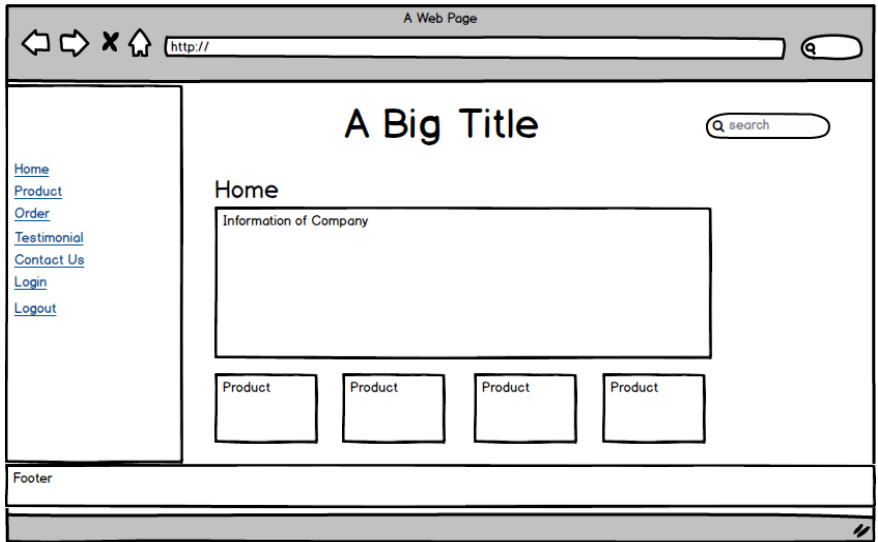 A Web Page
http://
A Big Title
search
Home
Product
Order
Testimonial
Contact Us
Login
Logout
Home
Information of Company
Product
Product
Product
Product
Footer